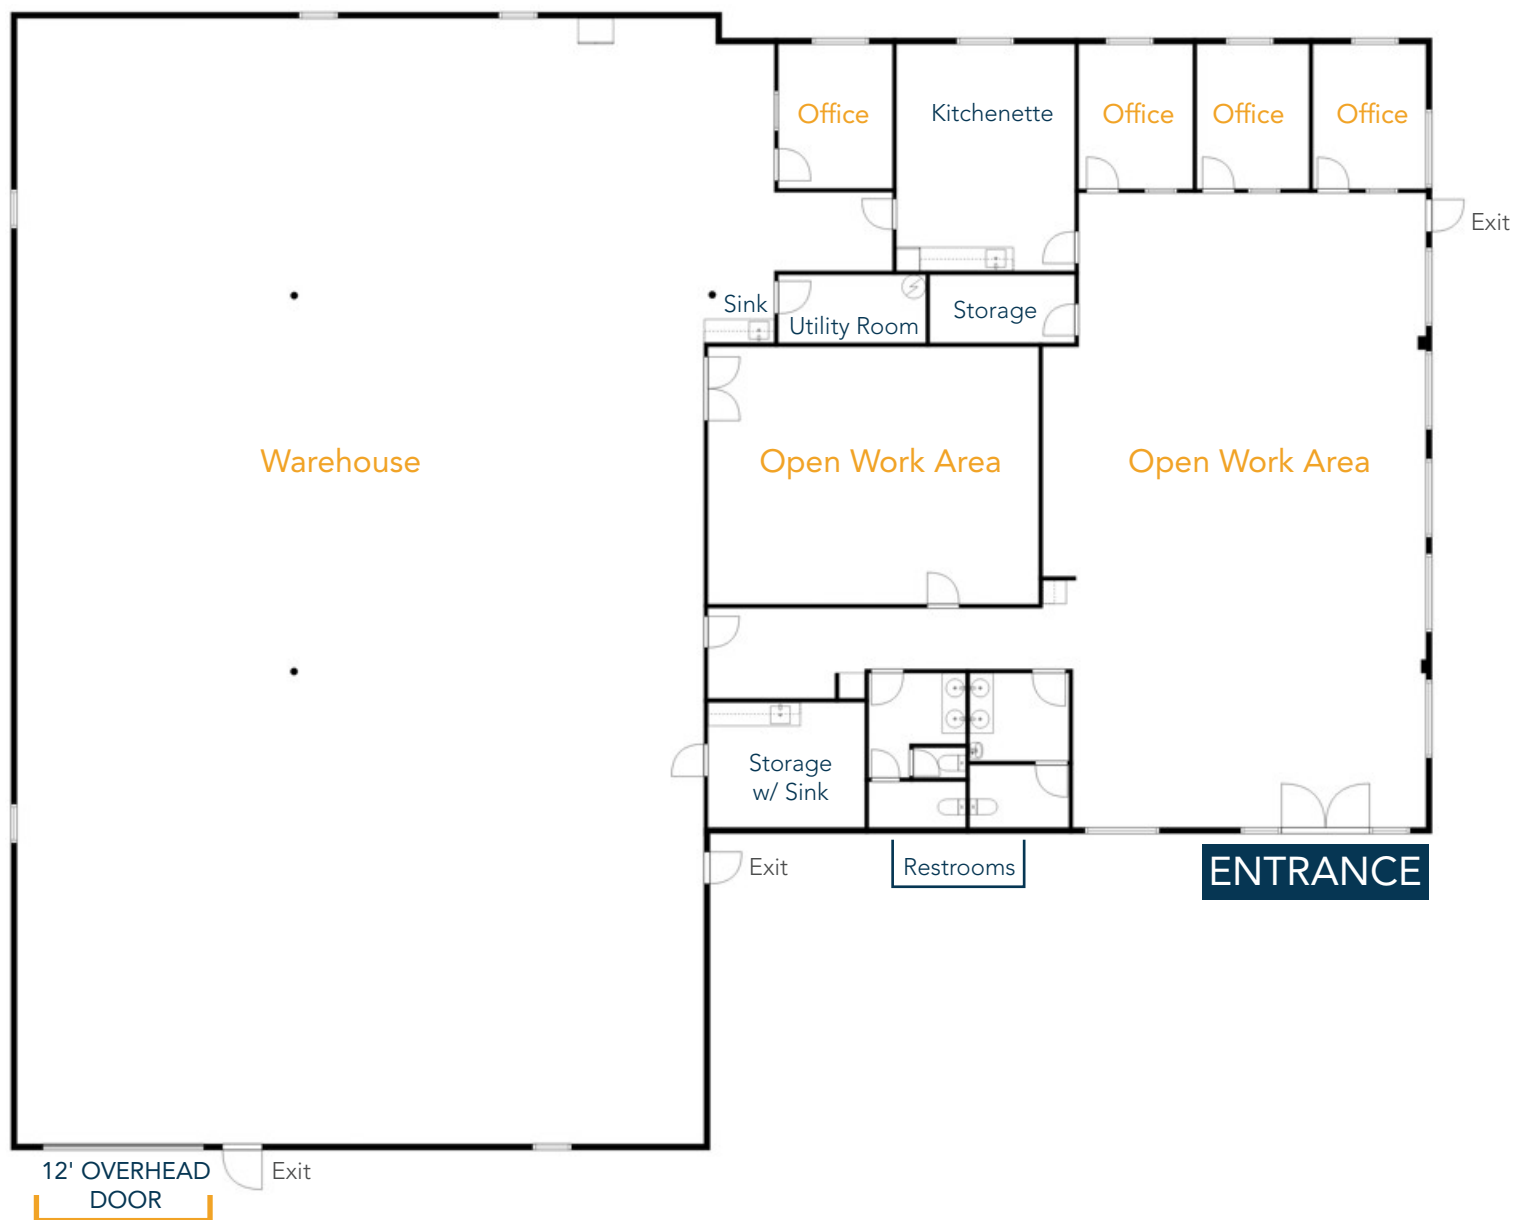 Office
Kitchenette
Office
Office
Office
Exit
Sink
Utility Room
Storage
Warehouse
Open Work Area
Open Work Area
Storage
w/ Sink
Exit
Restrooms
ENTRANCE
12' OVERHEAD
DOOR
Exit